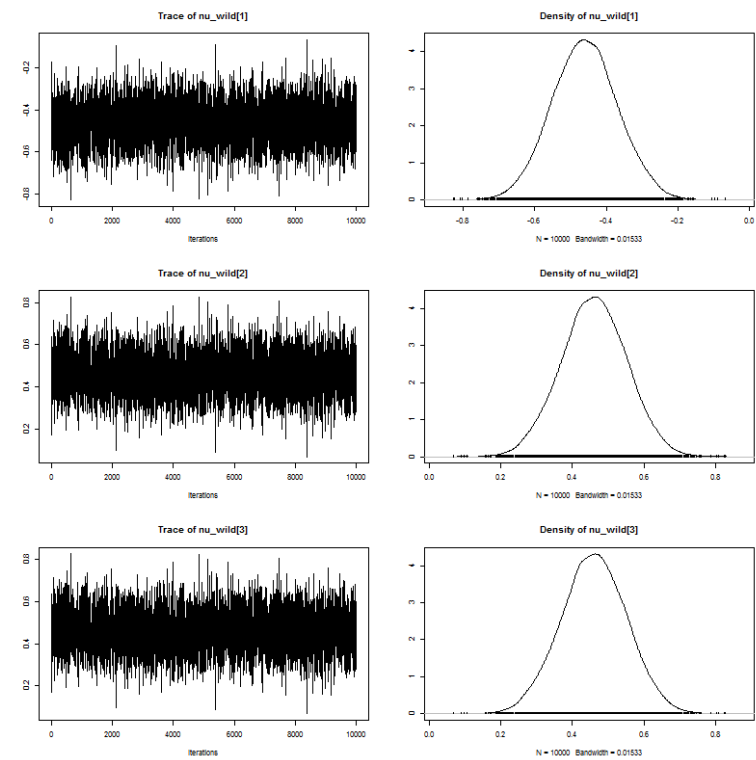 Trace of nu_wild[1]
Density of nu_wild[1]
-0.2
-0.4
-0.6
-0.8
0 2000 4000 6000 8000 10000
Iterations
4
3
2
1
0
-0.8 -0.6 -0.4 -0.2 0.0
N = 10000 Bandwidth = 0.01533
Trace of nu_wild[2]
Density of nu_wild[2]
0.8
0.6
0.4
0.2
0 2000 4000 6000 8000 10000
Iterations
4
3
2
1
0
0.0 0.2 0.4 0.6 0.8
N = 10000 Bandwidth = 0.01533
Trace of nu_wild[3]
Density of nu_wild[3]
0.8
0.6
0.4
0.2
0 2000 4000 6000 8000 10000
Iterations
4
3
2
1
0
0.0 0.2 0.4 0.6 0.8
N = 10000 Bandwidth = 0.01533